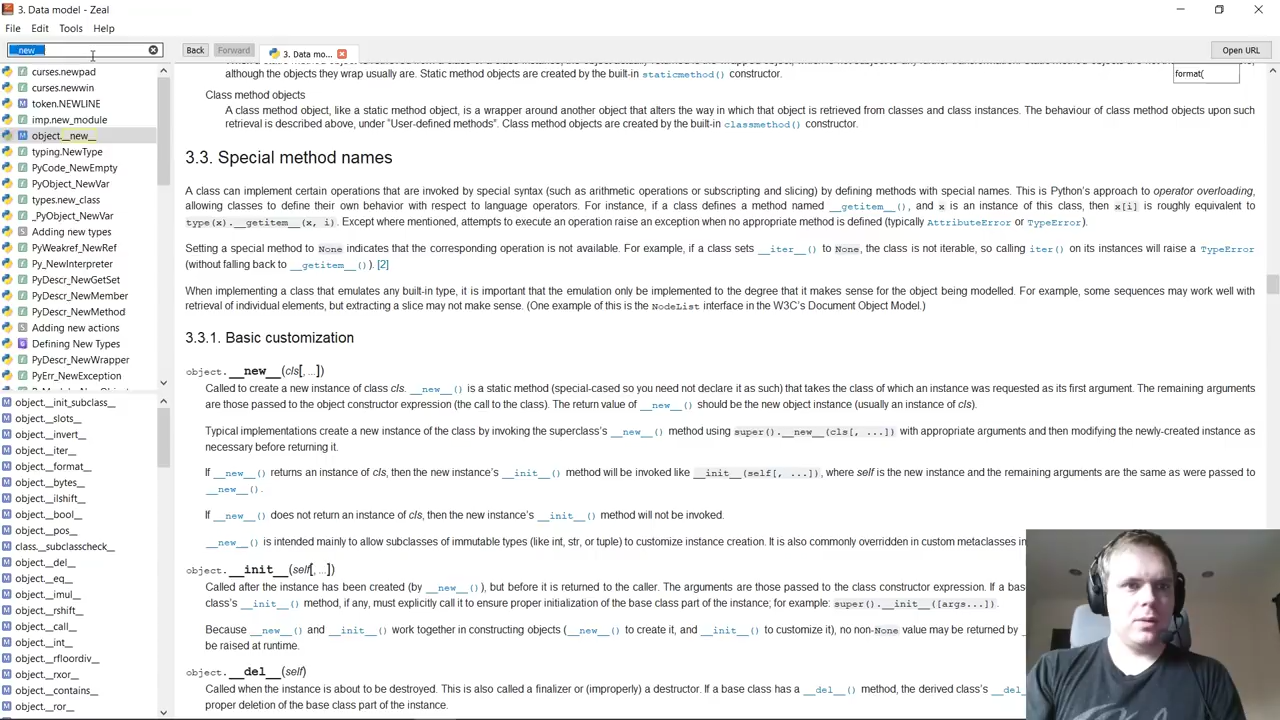 3. Data model - Zeal
File Edit Tools Help
__new__
Back Forward 3. Data mo... Open URL
curses.newpad
curses.newwin
token.NEWLINE
imp.new_module
object.__new__
typing.NewType
PyCode_NewEmpty
PyObject_NewVar
types.new_class
_PyObject_NewVar
Adding new types
PyWeakref_NewRef
Py_NewInterpreter
PyDescr_NewGetSet
PyDescr_NewMember
PyDescr_NewMethod
Adding new actions
Defining New Types
PyDescr_NewWrapper
PyErr_NewException
object.__init_subclass__
object.__slots__
object.__invert__
object.__iter__
object.__format__
object.__bytes__
object.__ilshift__
object.__bool__
object.__pos__
class.__subclasscheck__
object.__del__
object.__eq__
object.__imul__
object.__rshift__
object.__call__
object.__int__
object.__rfloordiv__
object.__rxor__
object.__contains__
object.__ror__
format(
although the objects they wrap usually are. Static method objects are created by the built-in staticmethod() constructor.
Class method objects
A class method object, like a static method object, is a wrapper around another object that alters the way in which that object is retrieved from classes and class instances. The behaviour of class method objects upon such
retrieval is described above, under “User-defined methods”. Class method objects are created by the built-in classmethod() constructor.
3.3. Special method names
A class can implement certain operations that are invoked by special syntax (such as arithmetic operations or subscripting and slicing) by defining methods with special names. This is Python’s approach to operator overloading,
allowing classes to define their own behavior with respect to language operators. For instance, if a class defines a method named __getitem__(), and x is an instance of this class, then x[i] is roughly equivalent to
type(x).__getitem__(x, i). Except where mentioned, attempts to execute an operation raise an exception when no appropriate method is defined (typically AttributeError or TypeError).
Setting a special method to None indicates that the corresponding operation is not available. For example, if a class sets __iter__() to None, the class is not iterable, so calling iter() on its instances will raise a TypeError
(without falling back to __getitem__()). [2]
When implementing a class that emulates any built-in type, it is important that the emulation only be implemented to the degree that it makes sense for the object being modelled. For example, some sequences may work well with
retrieval of individual elements, but extracting a slice may not make sense. (One example of this is the NodeList interface in the W3C’s Document Object Model.)
3.3.1. Basic customization
object.__new__(cls[, ...])
Called to create a new instance of class cls. __new__() is a static method (special-cased so you need not declare it as such) that takes the class of which an instance was requested as its first argument. The remaining arguments
are those passed to the object constructor expression (the call to the class). The return value of __new__() should be the new object instance (usually an instance of cls).
Typical implementations create a new instance of the class by invoking the superclass’s __new__() method using super().__new__(cls[, ...]) with appropriate arguments and then modifying the newly-created instance as
necessary before returning it.
If __new__() returns an instance of cls, then the new instance’s __init__() method will be invoked like __init__(self[, ...]), where self is the new instance and the remaining arguments are the same as were passed to
__new__().
If __new__() does not return an instance of cls, then the new instance’s __init__() method will not be invoked.
__new__() is intended mainly to allow subclasses of immutable types (like int, str, or tuple) to customize instance creation. It is also commonly overridden in custom metaclasses in
object.__init__(self[, ...])
Called after the instance has been created (by __new__()), but before it is returned to the caller. The arguments are those passed to the class constructor expression. If a bas
class’s __init__() method, if any, must explicitly call it to ensure proper initialization of the base class part of the instance; for example: super().__init__([args...]).
Because __new__() and __init__() work together in constructing objects (__new__() to create it, and __init__() to customize it), no non-None value may be returned by
be raised at runtime.
object.__del__(self)
Called when the instance is about to be destroyed. This is also called a finalizer or (improperly) a destructor. If a base class has a __del__() method, the derived class’s __del_
proper deletion of the base class part of the instance.